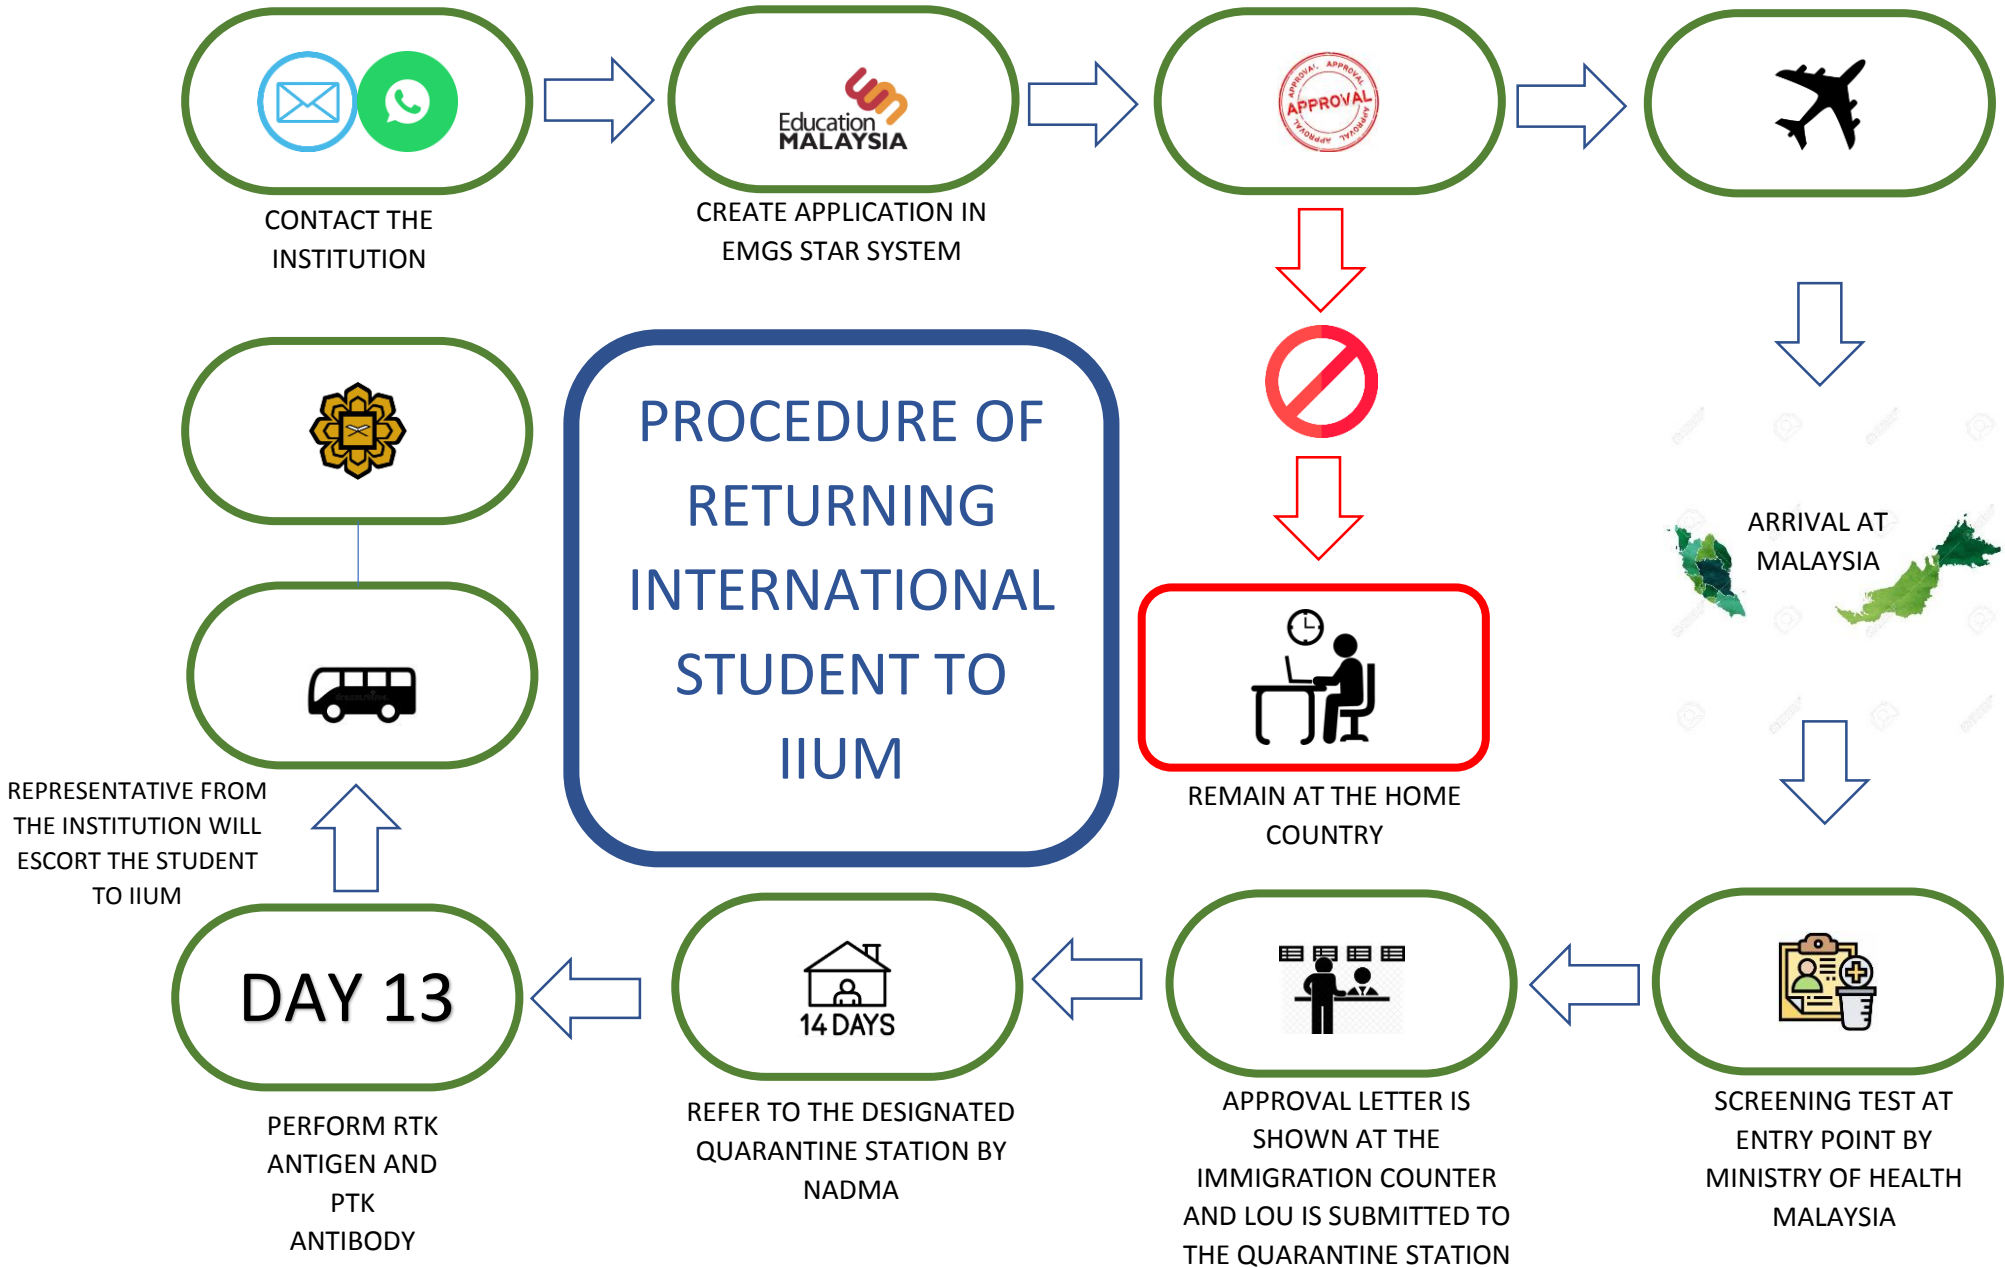 Education
MALAYSIA
APPROVAL
CONTACT THE
INSTITUTION
CREATE APPLICATION IN
EMGS STAR SYSTEM
PROCEDURE OF
RETURNING
INTERNATIONAL
STUDENT TO
IIUM
ARRIVAL AT
MALAYSIA
REMAIN AT THE HOME
COUNTRY
REPRESENTATIVE FROM
THE INSTITUTION WILL
ESCORT THE STUDENT
TO IIUM
DAY 13
14 DAYS
PERFORM RTK
ANTIGEN AND
PTK
ANTIBODY
REFER TO THE DESIGNATED
QUARANTINE STATION BY
NADMA
APPROVAL LETTER IS
SHOWN AT THE
IMMIGRATION COUNTER
AND LOU IS SUBMITTED TO
THE QUARANTINE STATION
SCREENING TEST AT
ENTRY POINT BY
MINISTRY OF HEALTH
MALAYSIA